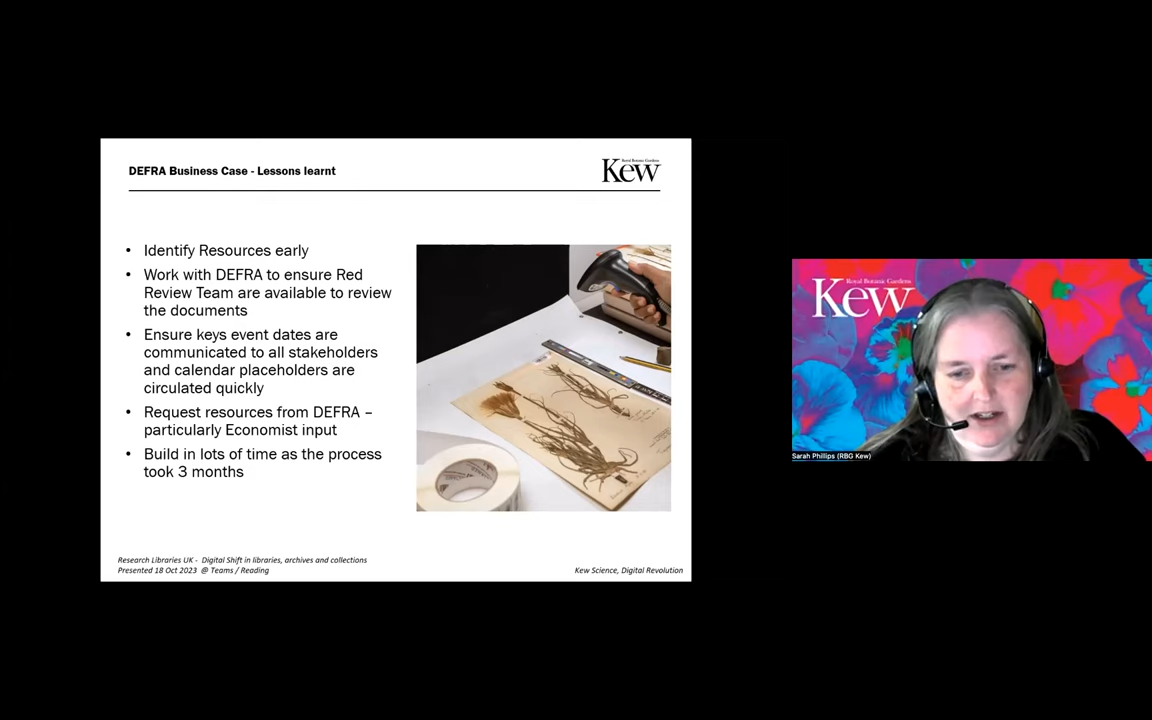 DEFRA Business Case - Lessons learnt
Royal Botanic Gardens
Kew
• Identify Resources early
• Work with DEFRA to ensure Red
Review Team are available to review
the documents
• Ensure keys event dates are
communicated to all stakeholders
and calendar placeholders are
circulated quickly
• Request resources from DEFRA –
particularly Economist input
• Build in lots of time as the process
took 3 months
Research Libraries UK - Digital Shift in libraries, archives and collections
Presented 18 Oct 2023 @ Teams / Reading
Kew Science, Digital Revolution
Royal Botanic Gardens
Kew
Sarah Phillips (RBG Kew)